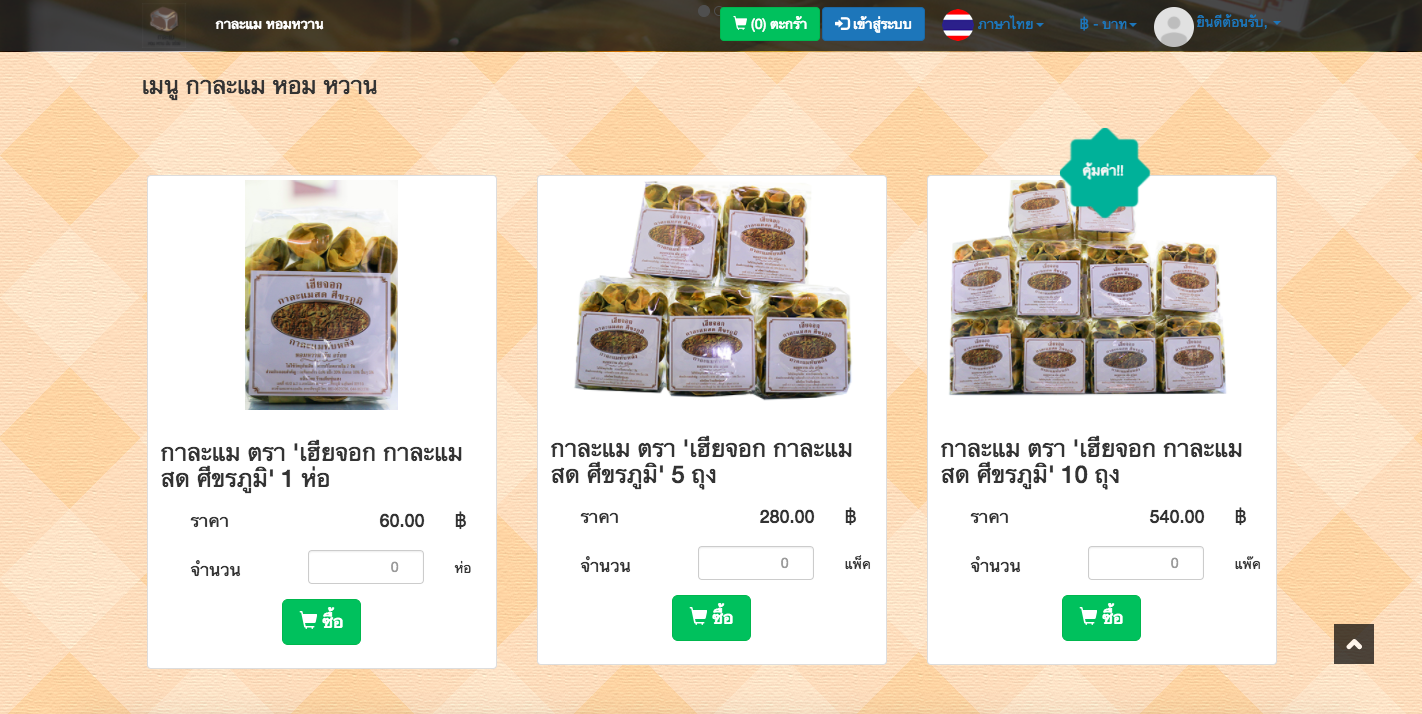 กาละแม หอมหวาน
(0) ตะกร้า
เข้าสู่ระบบ
ภาษาไทย
฿ - บาท
ยินดีต้อนรับ,
เมนู กาละแม หอม หวาน
คุ้มค่า!!
เฮียจอก
กาละแมสด ศีขรภูมิ
กาละแม ตรา 'เฮียจอก กาละแม
สด ศีขรภูมิ' 1 ห่อ
ราคา 60.00 ฿
จำนวน 0 ห่อ
ซื้อ
กาละแม ตรา 'เฮียจอก กาละแม
สด ศีขรภูมิ' 5 ถุง
ราคา 280.00 ฿
จำนวน 0 แพ็ค
ซื้อ
กาละแม ตรา 'เฮียจอก กาละแม
สด ศีขรภูมิ' 10 ถุง
ราคา 540.00 ฿
จำนวน 0 แพ๊ค
ซื้อ